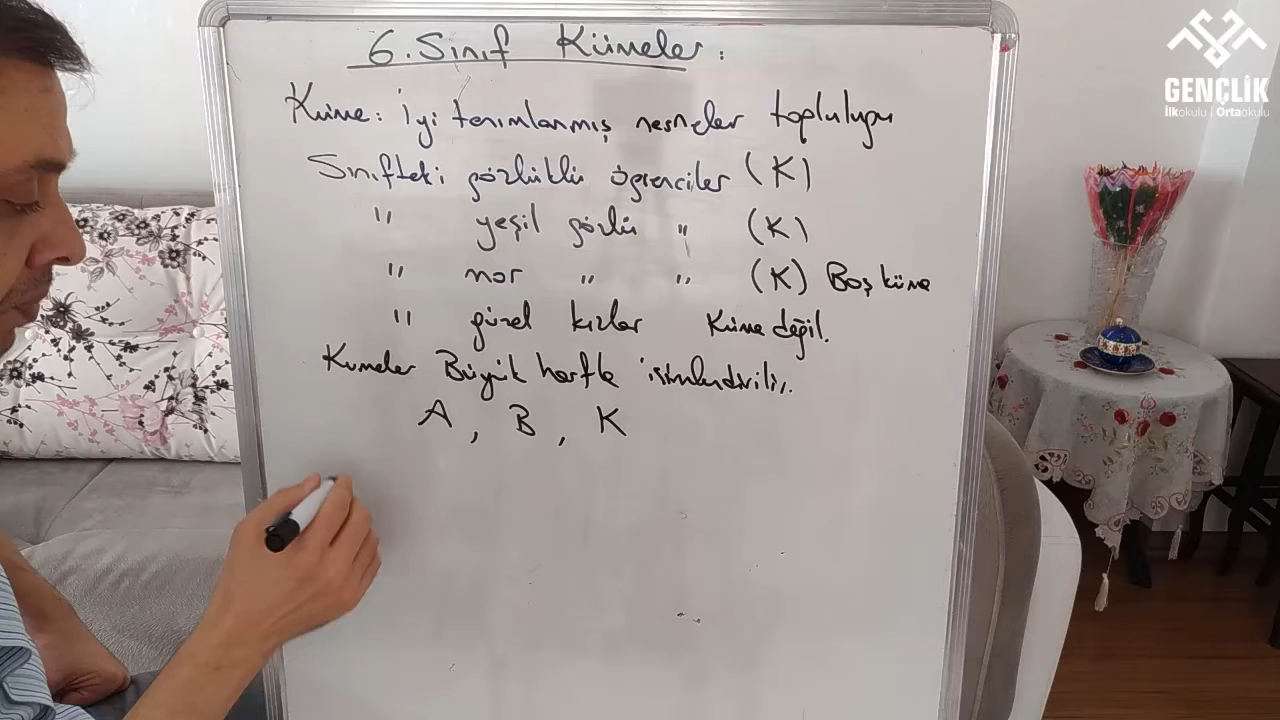 6. Sınıf Kümeler :
Küme : İyi tanımlanmış nesneler topluluğu
Sınıfteki gözlüklü öğrenciler (K)
" yeşil gözlü " (K)
" mor " " (K) Boş küme
" güzel kızlar Küme değil.
Kümeler Büyük harfle isimlendirilir.
A , B , K
GENÇLİK
İlkokulu | Ortaokulu